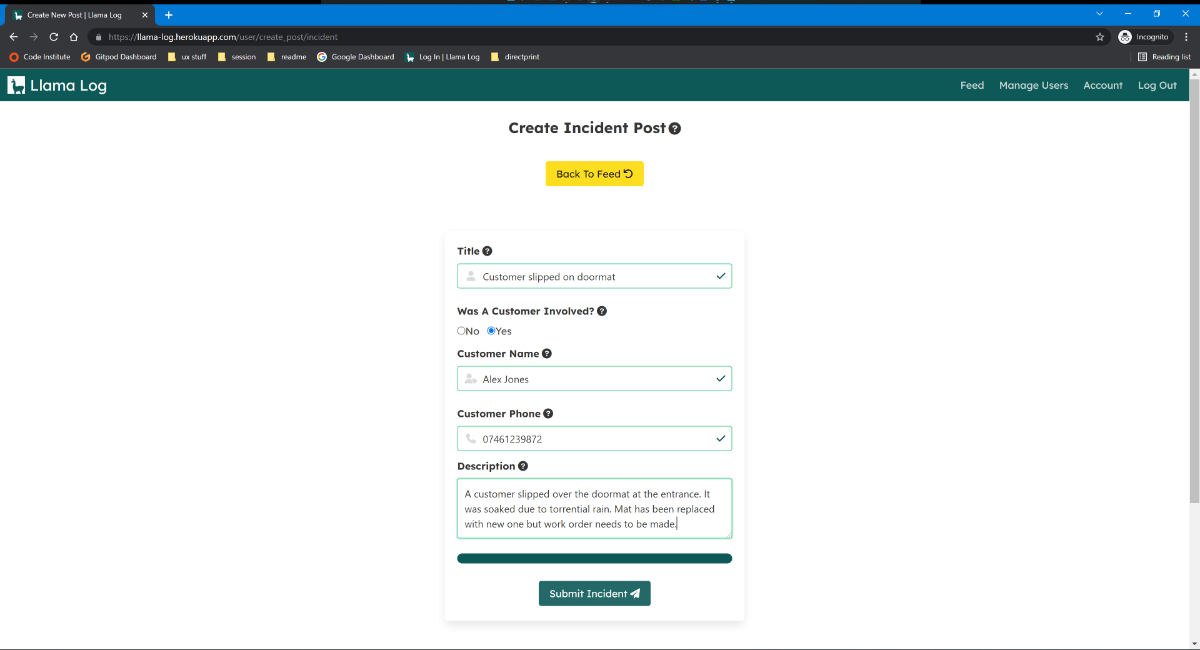 Create New Post | Llama Log
https://llama-log.herokuapp.com/user/create_post/incident
Incognito
Code Institute
Gitpod Dashboard
ux stuff
session
readme
Google Dashboard
Log In | Llama Log
directprint
Reading list
Llama Log
Feed
Manage Users
Account
Log Out
Create Incident Post
Back To Feed
Title
Customer slipped on doormat
Was A Customer Involved?
No Yes
Customer Name
Alex Jones
Customer Phone
07461239872
Description
A customer slipped over the doormat at the entrance. It
was soaked due to torrential rain. Mat has been replaced
with new one but work order needs to be made.
Submit Incident